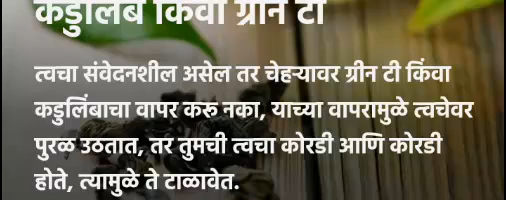 कडुलिंब किंवा ग्रीन टी
त्वचा संवेदनशील असेल तर चेहऱ्यावर ग्रीन टी किंवा
कडुलिंबाचा वापर करू नका, याच्या वापरामुळे त्वचेवर
पुरळ उठतात, तर तुमची त्वचा कोरडी आणि कोरडी
होते, त्यामुळे ते टाळावेत.